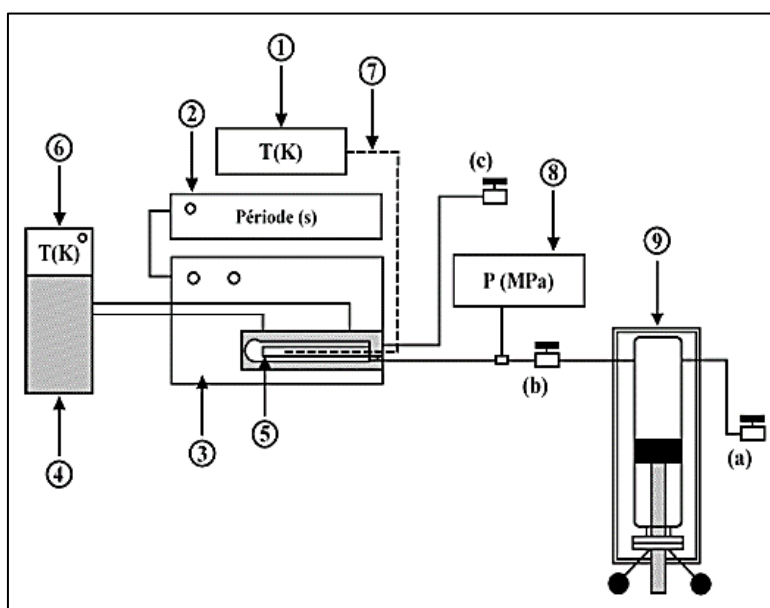 ①
⑦
②
T(K)
(c)
⑥
⑧
Période (s)
⑨
T(K)
P (MPa)
(b)
(a)
④
③
⑤